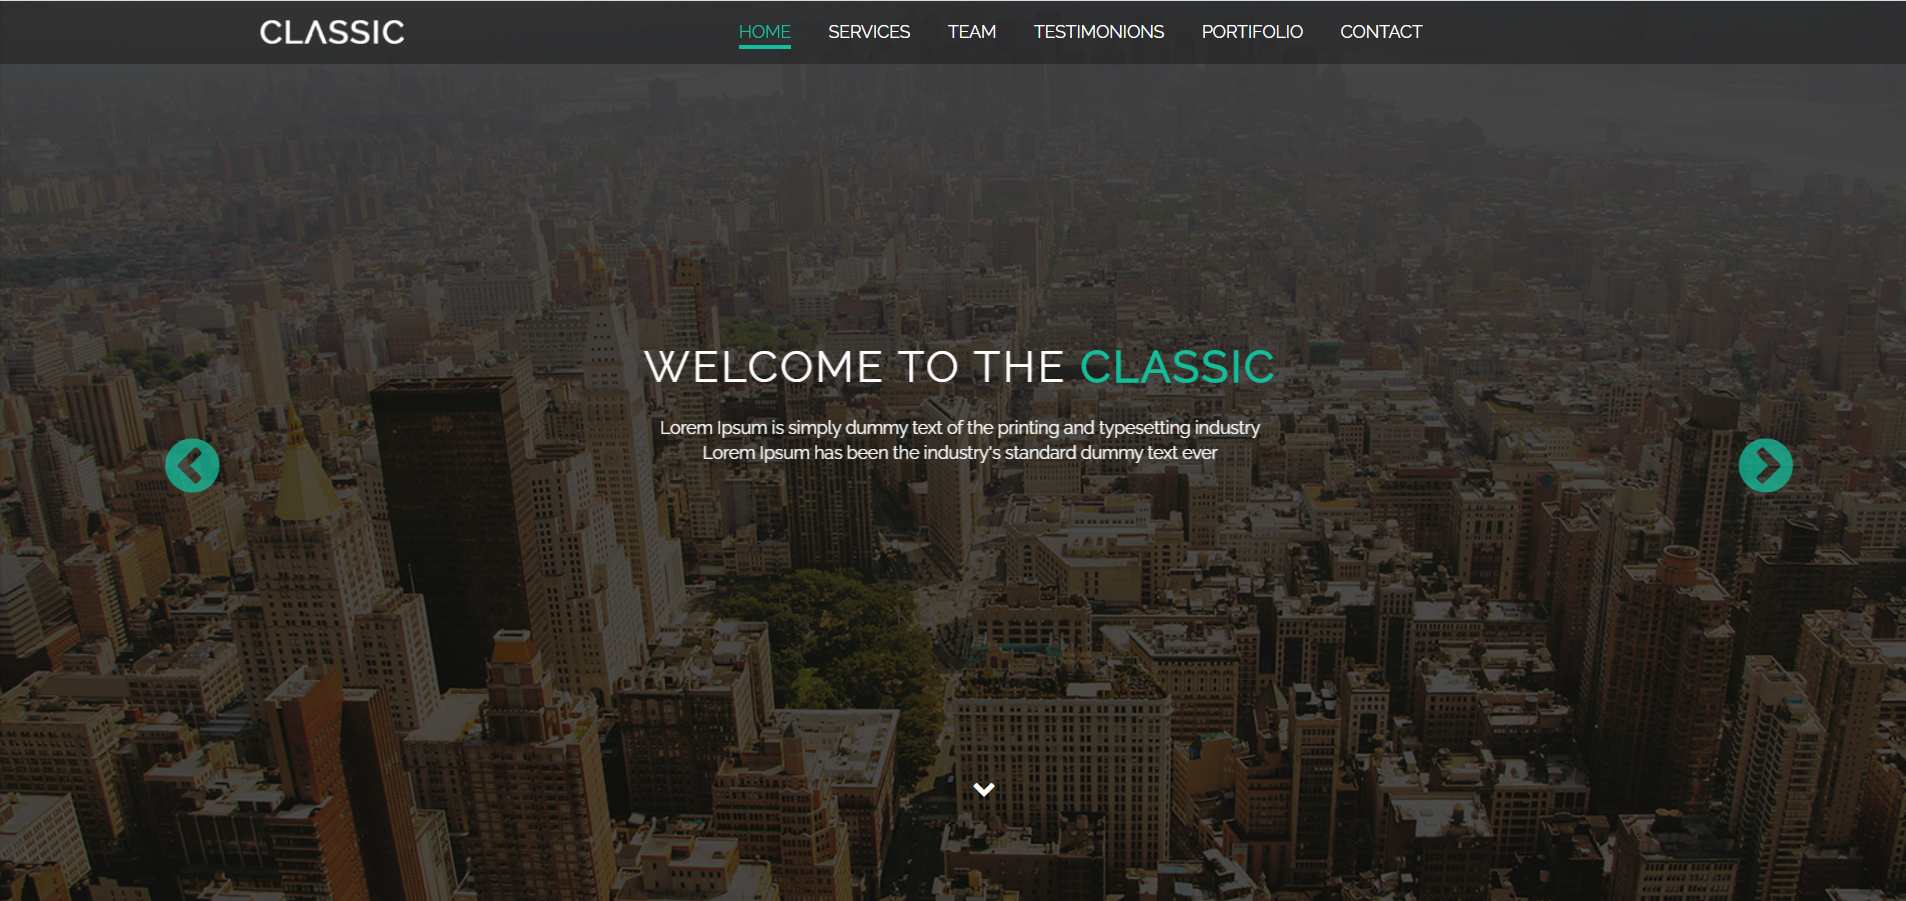 CLASSIC
HOME SERVICES TEAM TESTIMONIONS PORTIFOLIO CONTACT
WELCOME TO THE CLASSIC
Lorem Ipsum is simply dummy text of the printing and typesetting industry
Lorem Ipsum has been the industry's standard dummy text ever